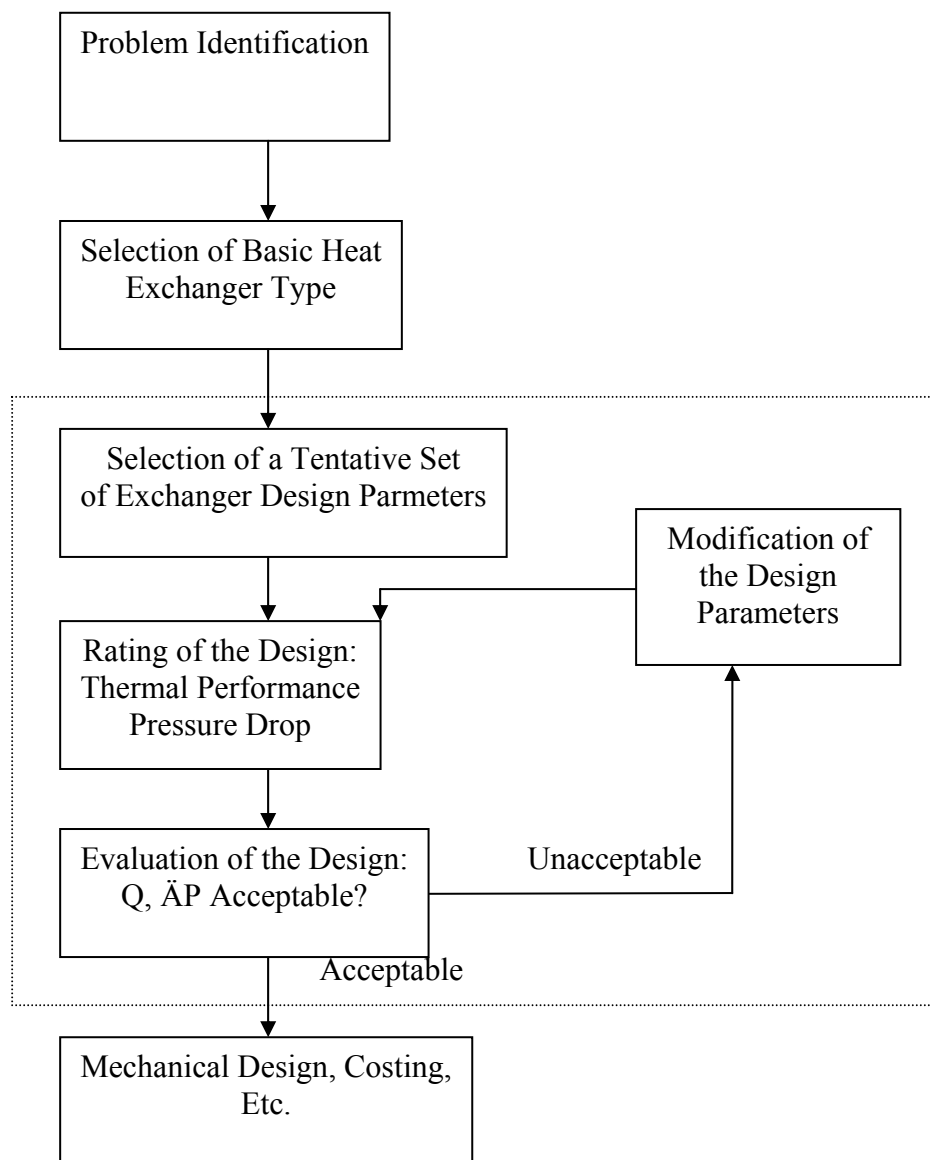 Problem Identification
Selection of Basic Heat
Exchanger Type
Selection of a Tentative Set
of Exchanger Design Parmeters
Modification of
the Design
Parameters
Rating of the Design:
Thermal Performance
Pressure Drop
Evaluation of the Design:
Q, ÄP Acceptable?
Unacceptable
Acceptable
Mechanical Design, Costing,
Etc.